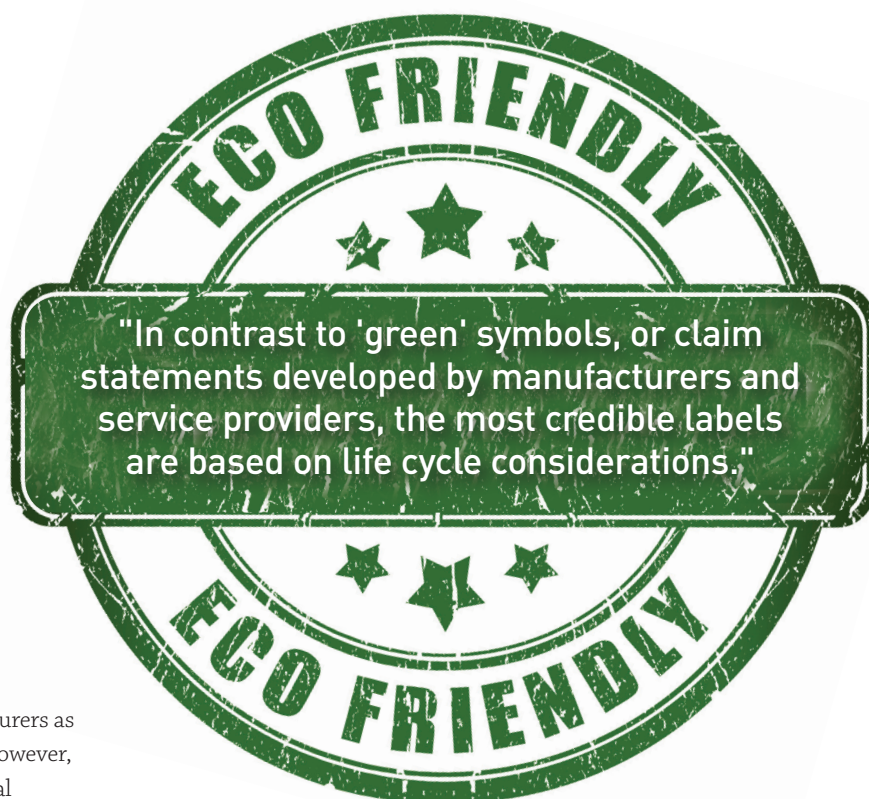 ECO FRIENDLY
"In contrast to 'green' symbols, or claim
statements developed by manufacturers and
service providers, the most credible labels
are based on life cycle considerations."
ECO FRIENDLY
urers as
owever,
al